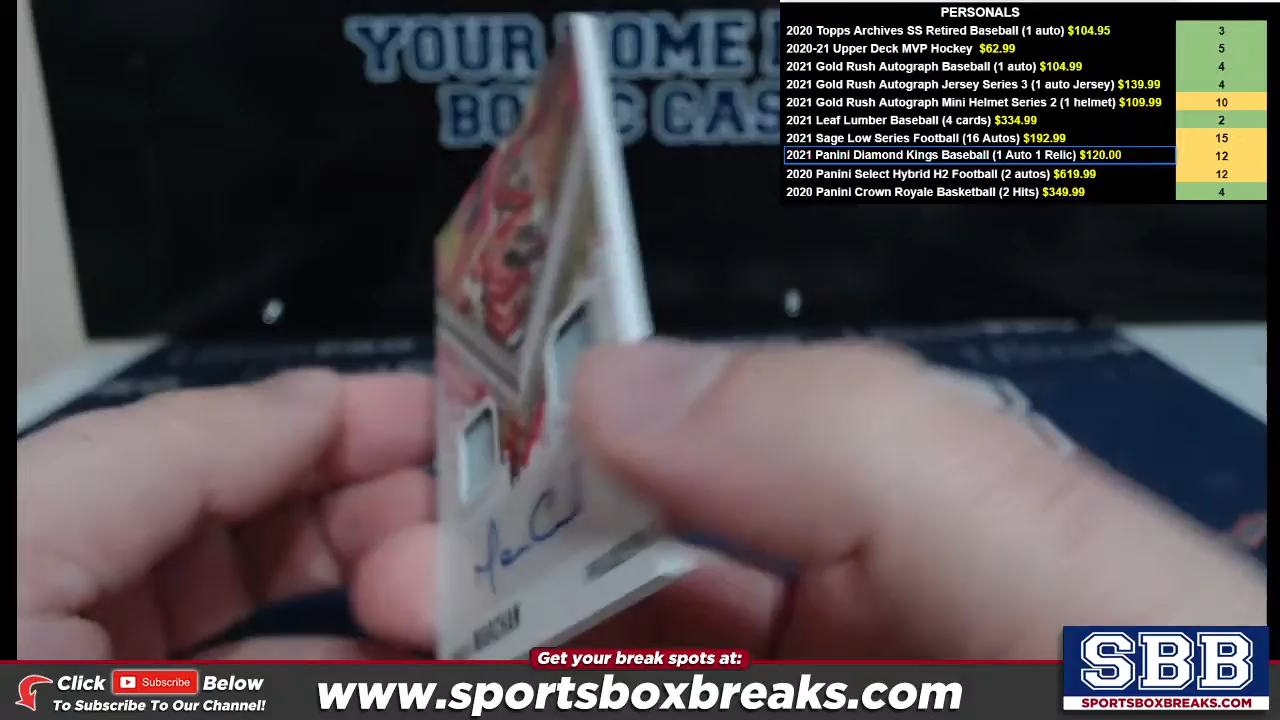 PERSONALS
2020 Topps Archives SS Retired Baseball (1 auto) $104.95 3
2020-21 Upper Deck MVP Hockey $62.99 5
2021 Gold Rush Autograph Baseball (1 auto) $104.99 4
2021 Gold Rush Autograph Jersey Series 3 (1 auto Jersey) $139.99 4
2021 Gold Rush Autograph Mini Helmet Series 2 (1 helmet) $109.99 10
2021 Leaf Lumber Baseball (4 cards) $334.99 2
2021 Sage Low Series Football (16 Autos) $192.99 15
2021 Panini Diamond Kings Baseball (1 Auto 1 Relic) $120.00 12
2020 Panini Select Hybrid H2 Football (2 autos) $619.99 12
2020 Panini Crown Royale Basketball (2 Hits) $349.99 4
YOUR HOME
CAS
MARCHAN
Get your break spots at:
Click Subscribe Below
To Subscribe To Our Channel!
www.sportsboxbreaks.com
SBB
SPORTSBOXBREAKS.COM